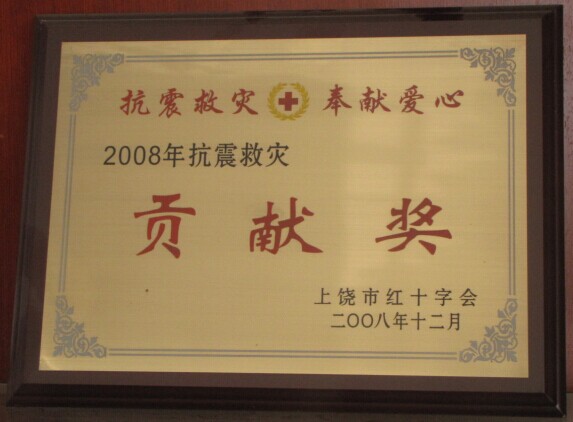 抗震救灾 奉献爱心
2008年抗震救灾
贡献奖
上饶市红十字会
二〇〇八年十二月